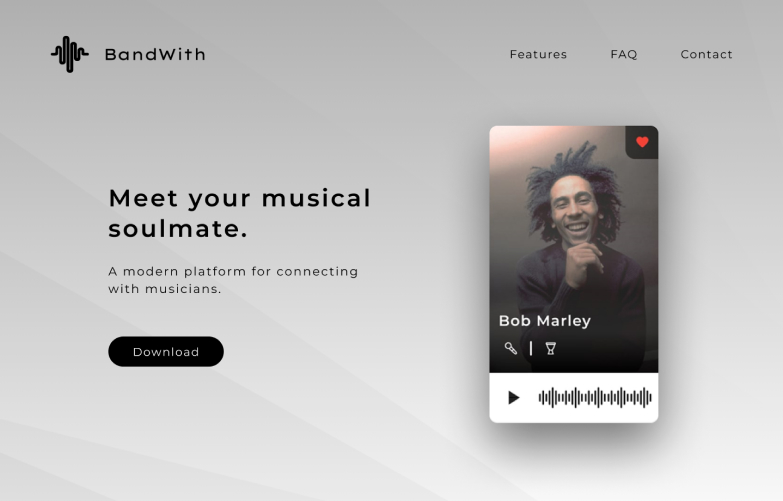 BandWith
Features
FAQ
Contact
Meet your musical
soulmate.
A modern platform for connecting
with musicians.
Download
Bob Marley